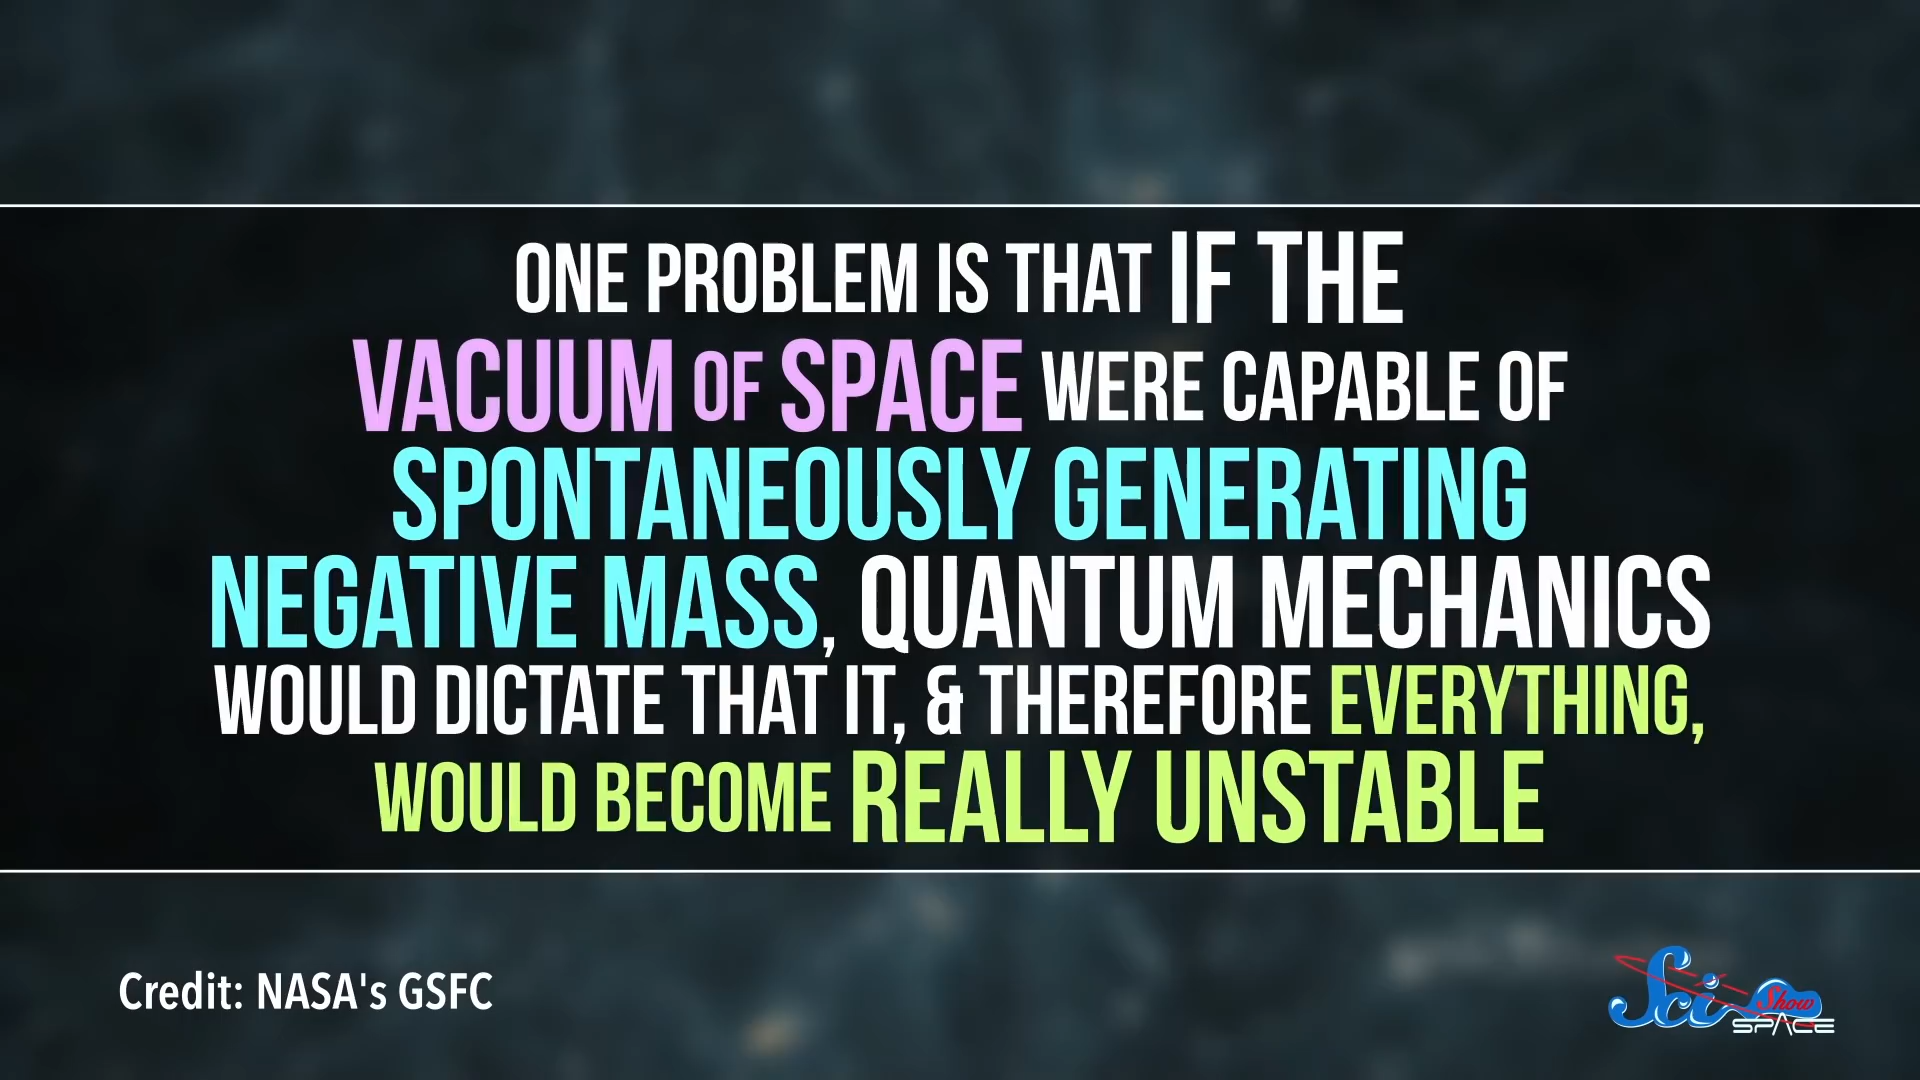 ONE PROBLEM IS THAT IF THE
VACUUM OF SPACE WERE CAPABLE OF
SPONTANEOUSLY GENERATING
NEGATIVE MASS, QUANTUM MECHANICS
WOULD DICTATE THAT IT, & THEREFORE EVERYTHING,
WOULD BECOME REALLY UNSTABLE
Credit: NASA's GSFC
Sci Show
SPACE